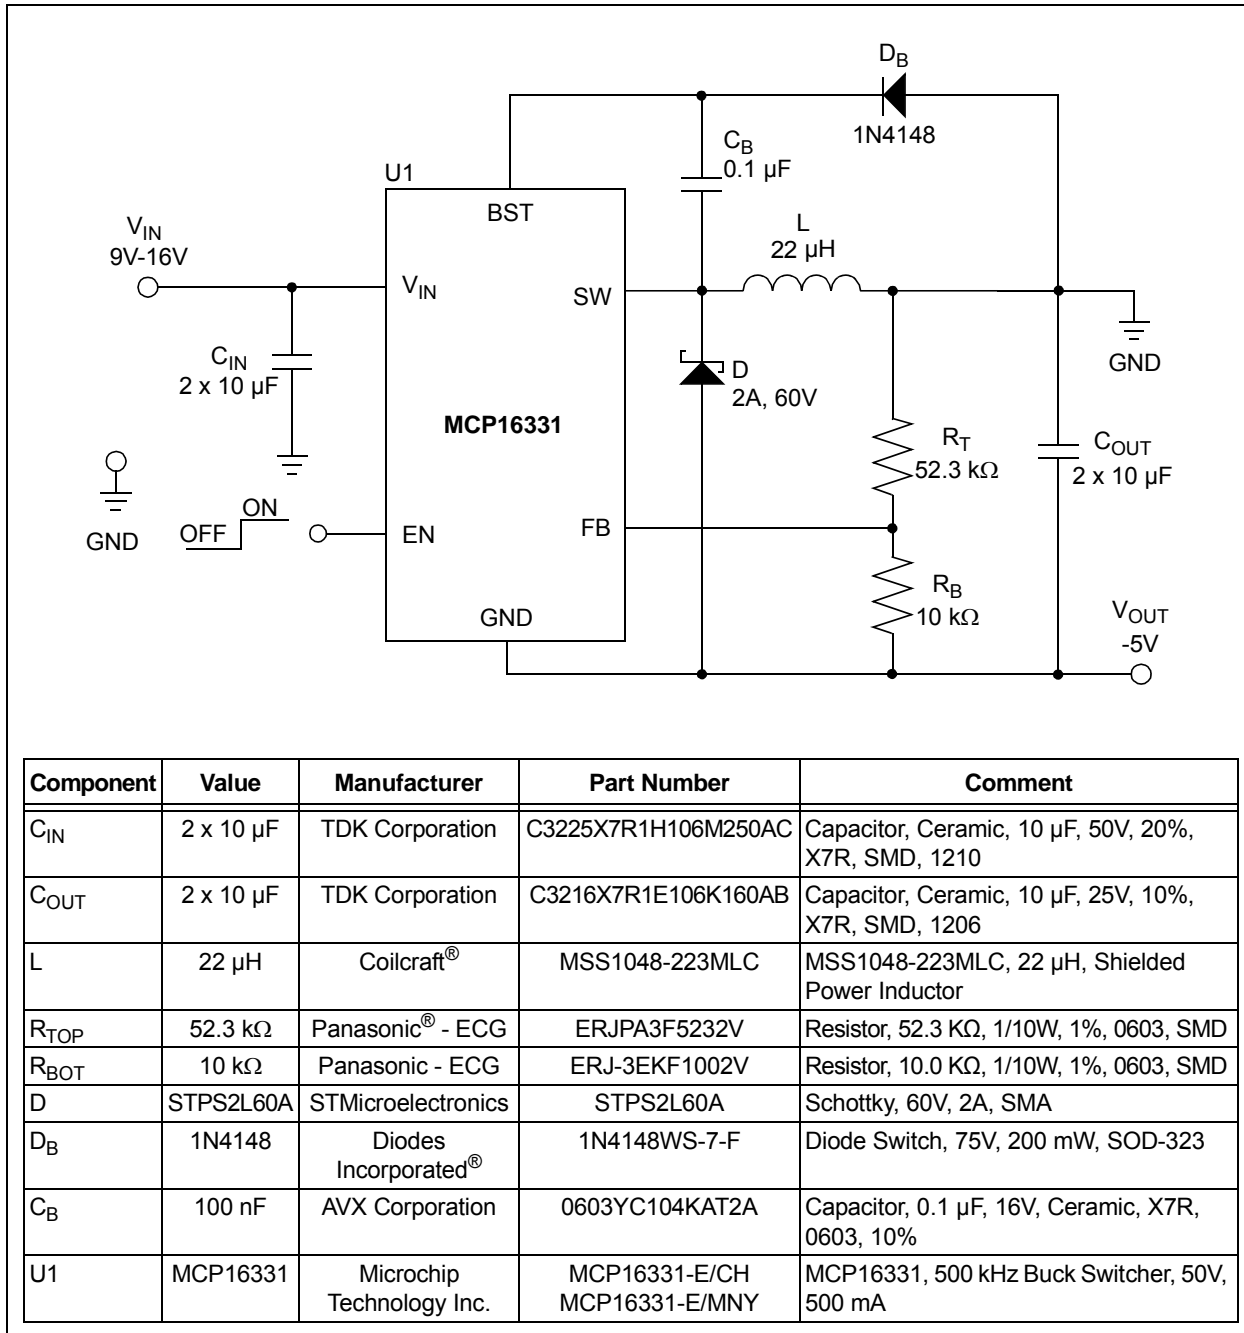 D_B
1N4148
C_B
0.1 µF
U1
BST
L
22 µH
V_IN
9V-16V
V_IN
SW
GND
C_IN
2 x 10 µF
D
2A, 60V
MCP16331
R_T
52.3 kΩ
C_OUT
2 x 10 µF
GND
OFF
ON
EN
FB
R_B
10 kΩ
GND
V_OUT
-5V
Component Value Manufacturer Part Number Comment
C_IN 2 x 10 µF TDK Corporation C3225X7R1H106M250AC Capacitor, Ceramic, 10 µF, 50V, 20%,
X7R, SMD, 1210
C_OUT 2 x 10 µF TDK Corporation C3216X7R1E106K160AB Capacitor, Ceramic, 10 µF, 25V, 10%,
X7R, SMD, 1206
L 22 µH Coilcraft® MSS1048-223MLC MSS1048-223MLC, 22 µH, Shielded
Power Inductor
R_TOP 52.3 kΩ Panasonic® - ECG ERJPA3F5232V Resistor, 52.3 KΩ, 1/10W, 1%, 0603, SMD
R_BOT 10 kΩ Panasonic - ECG ERJ-3EKF1002V Resistor, 10.0 KΩ, 1/10W, 1%, 0603, SMD
D STPS2L60A STMicroelectronics STPS2L60A Schottky, 60V, 2A, SMA
D_B 1N4148 Diodes 1N4148WS-7-F Diode Switch, 75V, 200 mW, SOD-323
Incorporated®
C_B 100 nF AVX Corporation 0603YC104KAT2A Capacitor, 0.1 µF, 16V, Ceramic, X7R,
0603, 10%
U1 MCP16331 Microchip MCP16331-E/CH MCP16331, 500 kHz Buck Switcher, 50V,
Technology Inc. MCP16331-E/MNY 500 mA